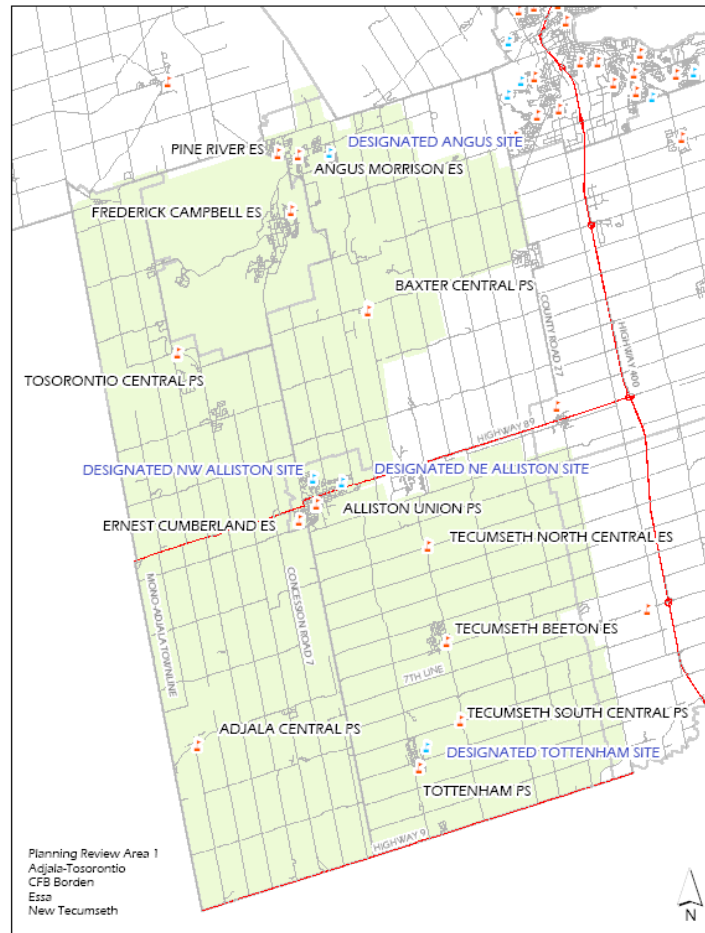 PINE RIVER ES
DESIGNATED ANGUS SITE
ANGUS MORRISON ES
FREDERICK CAMPBELL ES
BAXTER CENTRAL PS
COUNTY ROAD 27
HIGHWAY 400
TOSORONTIO CENTRAL PS
HIGHWAY 89
DESIGNATED NW ALLISTON SITE
DESIGNATED NE ALLISTON SITE
ALLISTON UNION PS
ERNEST CUMBERLAND ES
TECUMSETH NORTH CENTRAL ES
MONO-ADJALA TOWNLINE
CONCESSION ROAD 7
TECUMSETH BEETON ES
7TH LINE
TECUMSETH SOUTH CENTRAL PS
ADJALA CENTRAL PS
DESIGNATED TOTTENHAM SITE
TOTTENHAM PS
HIGHWAY 9
Planning Review Area 1
Adjala-Tosorontio
CFB Borden
Essa
New Tecumseth
N